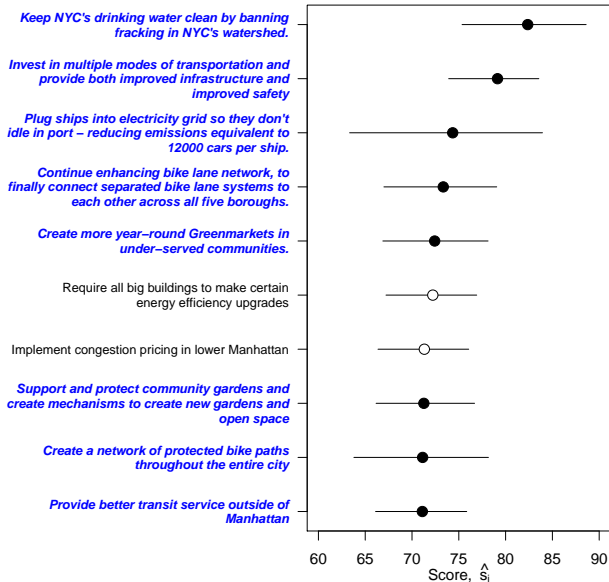 Keep NYC's drinking water clean by banning
fracking in NYC's watershed.
Invest in multiple modes of transportation and
provide both improved infrastructure and
improved safety
Plug ships into electricity grid so they don't
idle in port – reducing emissions equivalent to
12000 cars per ship.
Continue enhancing bike lane network, to
finally connect separated bike lane systems to
each other across all five boroughs.
Create more year–round Greenmarkets in
under–served communities.
Require all big buildings to make certain
energy efficiency upgrades
Implement congestion pricing in lower Manhattan
Support and protect community gardens and
create mechanisms to create new gardens and
open space
Create a network of protected bike paths
throughout the entire city
Provide better transit service outside of
Manhattan
60 65 70 75 80 85 90
Score, ŝᵢ